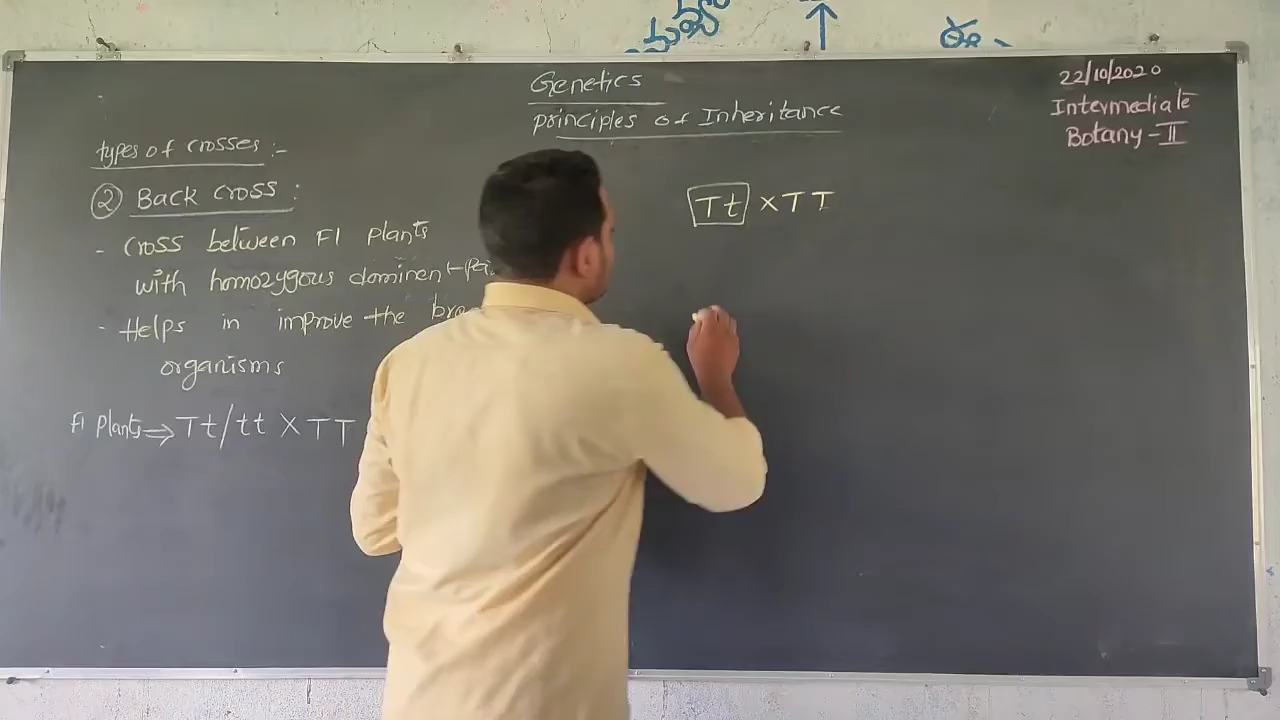 Genetics
principles of Inheritance
22/10/2020
Intermediate
Botany - II
types of crosses :-
② Back cross :
- Cross between F1 Plants
with homozygous dominent
- Helps in improve the
organisms
F1 Plants ⇒ Tt/tt × TT
Tt × TT